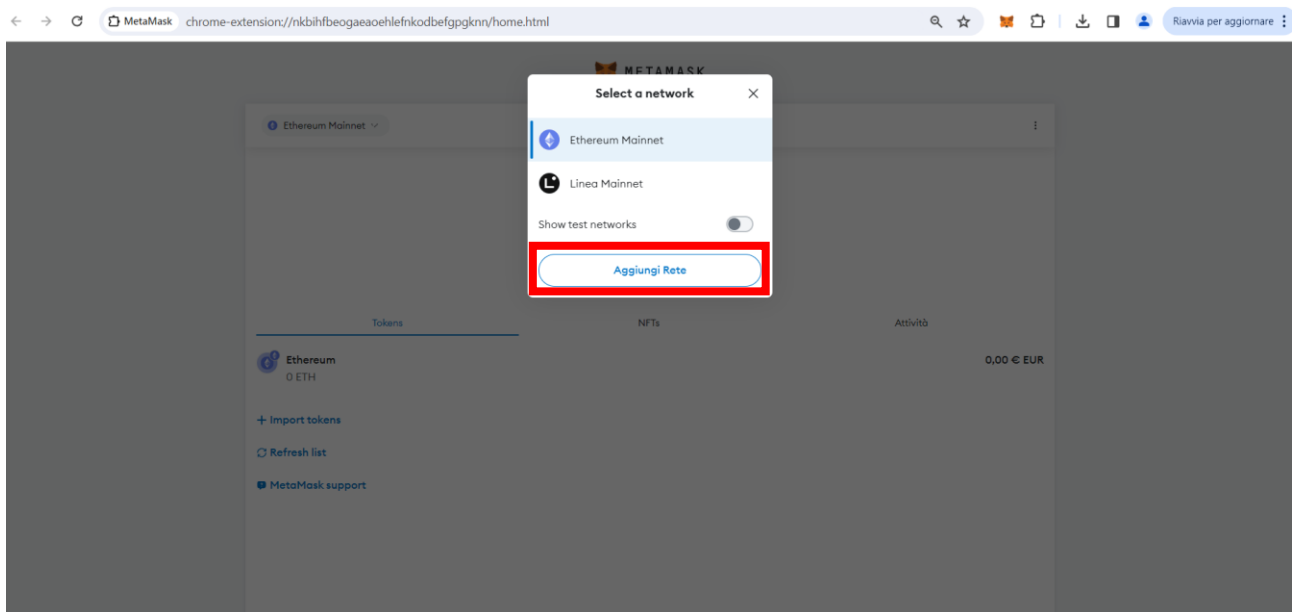 MetaMask
chrome-extension://nkbihfbeogaeaoehlefnkodbefgpgknn/home.html
Riavvia per aggiornare
METAMASK
Select a network
Ethereum Mainnet
Ethereum Mainnet
Linea Mainnet
Show test networks
Aggiungi Rete
Tokens
NFTs
Attività
Ethereum
0,00 € EUR
0 ETH
Import tokens
Refresh list
MetaMask support